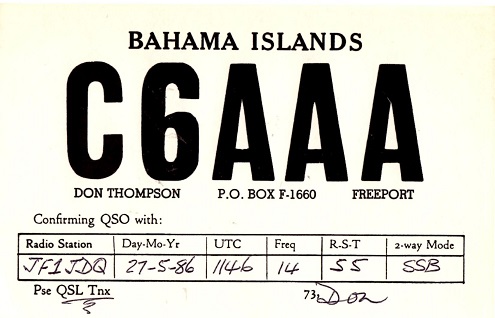 BAHAMA ISLANDS
C6AAA
DON THOMPSON P.O. BOX F-1660 FREEPORT
Confirming QSO with:
Radio Station Day-Mo-Yr UTC Freq R-S-T 2-way Mode
JF1JDQ 27-5-86 1146 14 55 SSB
Pse QSL Tnx 73, Don